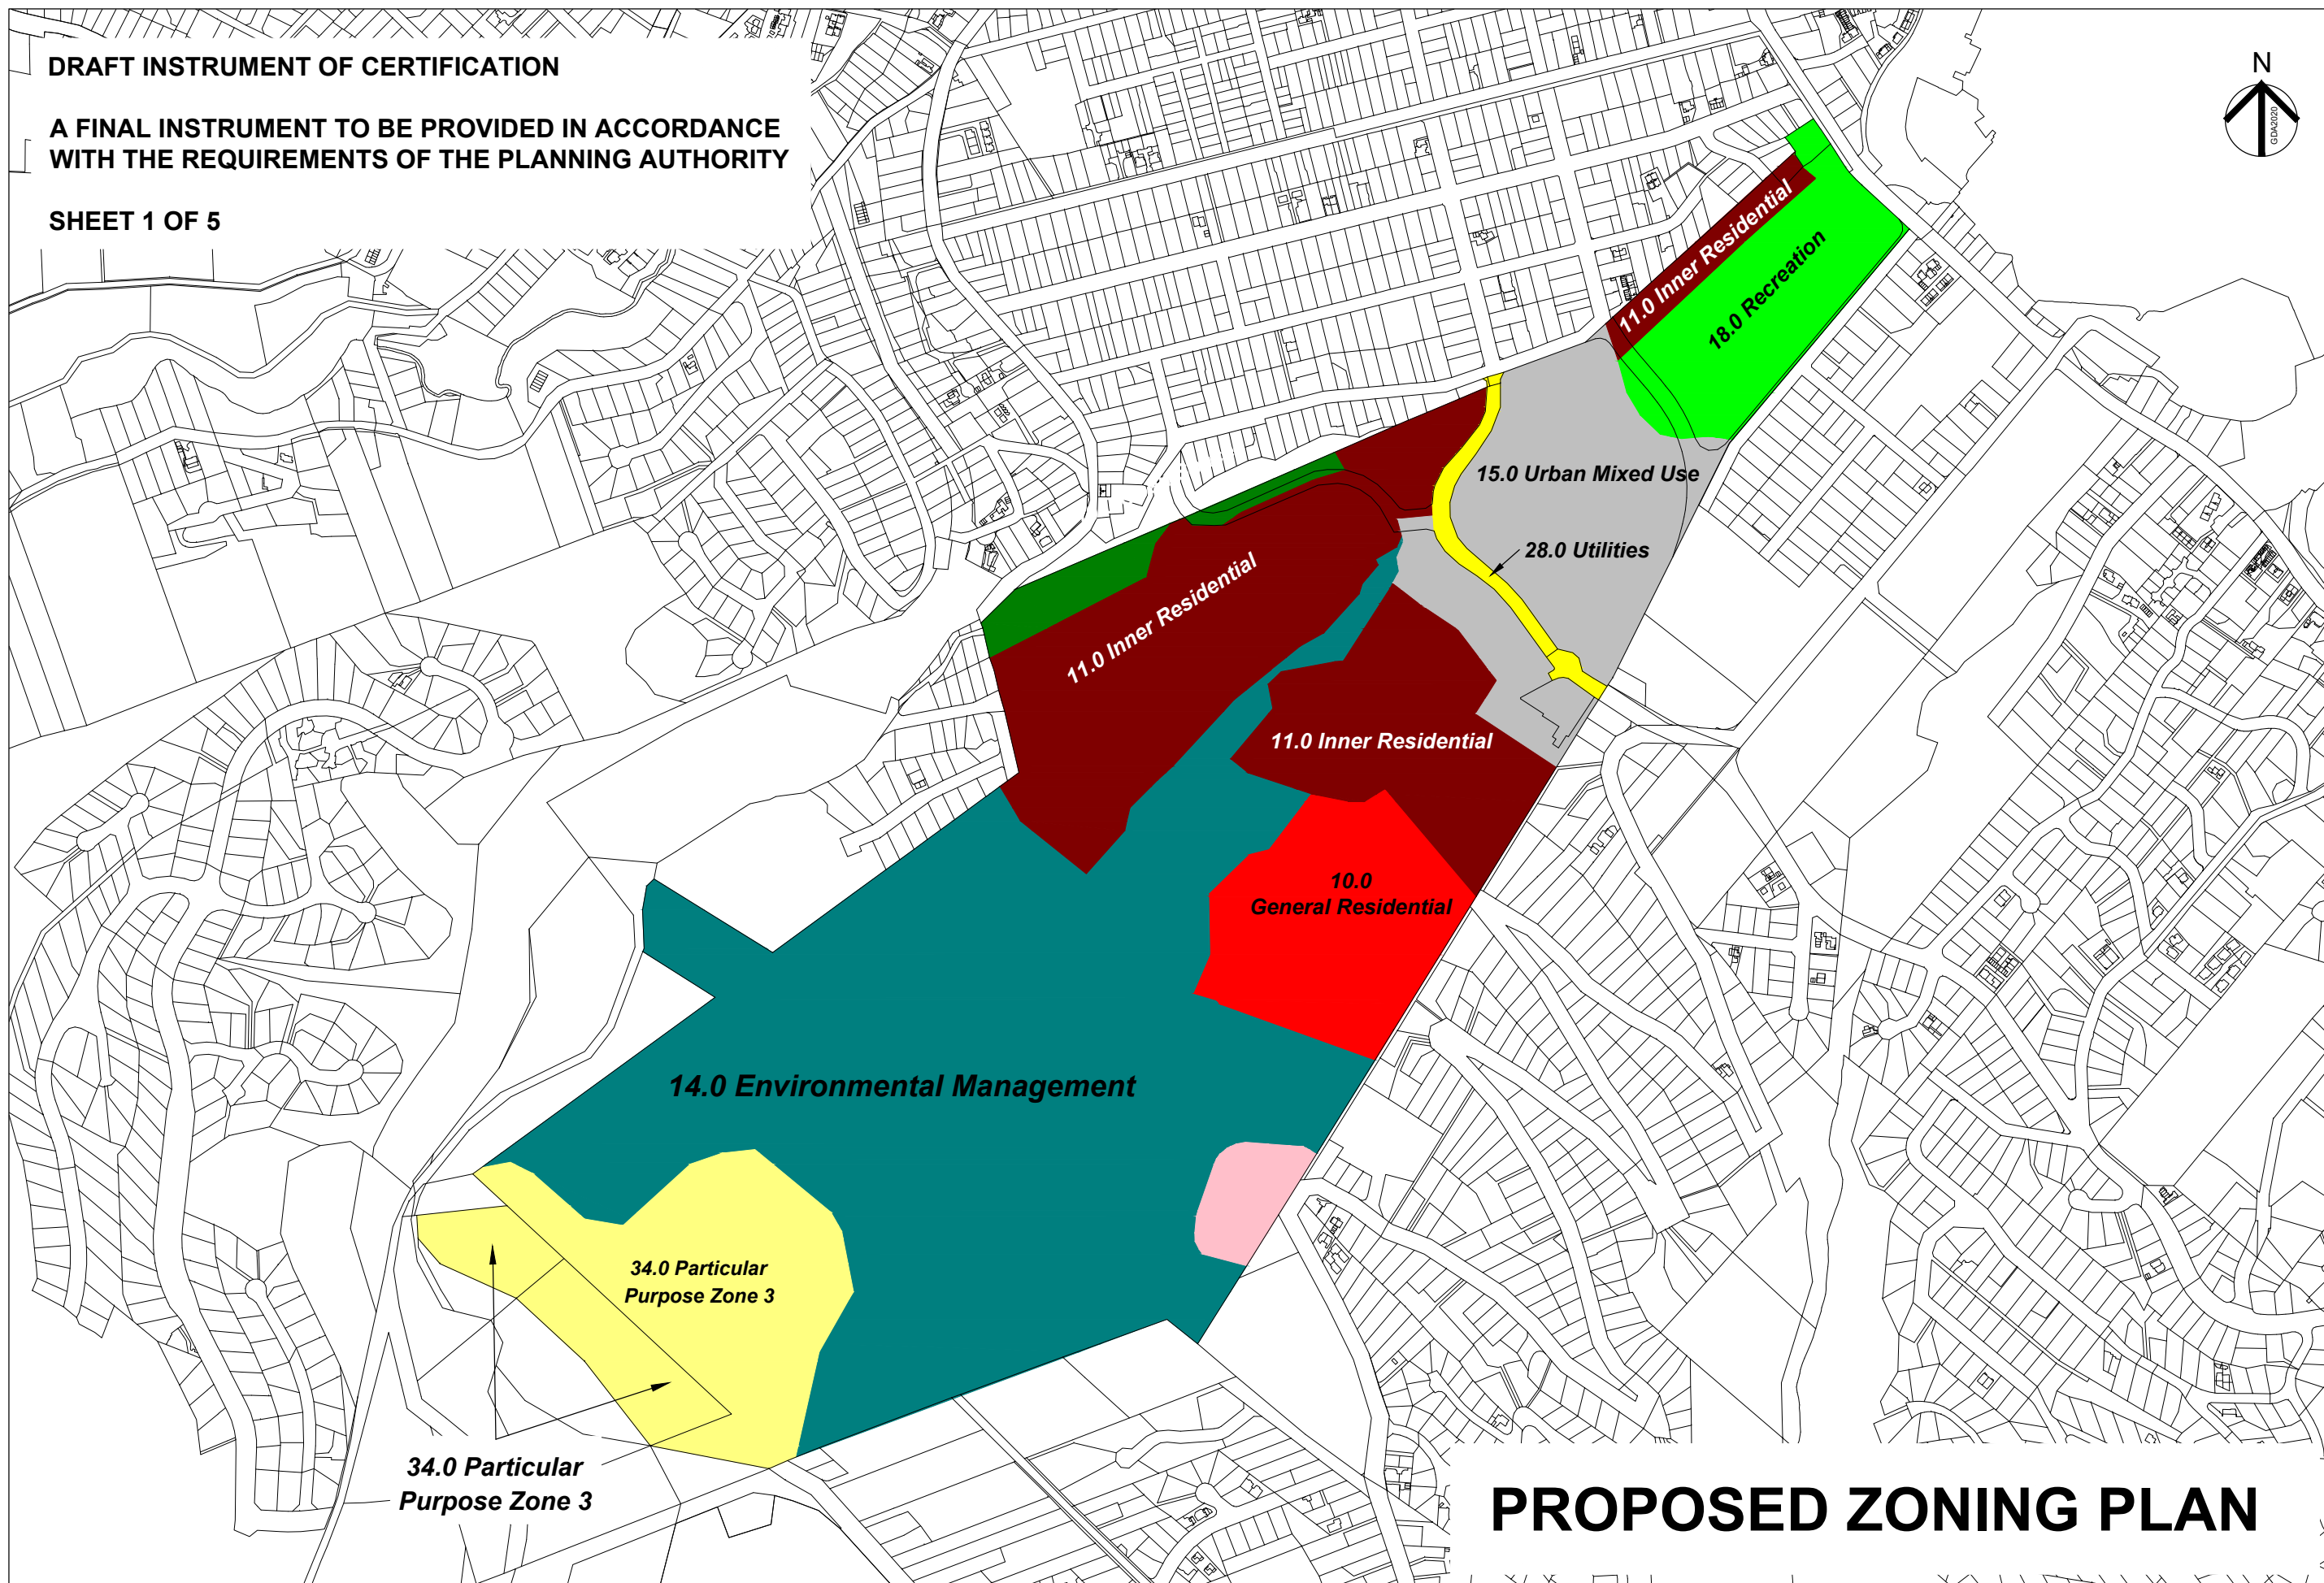 DRAFT INSTRUMENT OF CERTIFICATION
A FINAL INSTRUMENT TO BE PROVIDED IN ACCORDANCE
WITH THE REQUIREMENTS OF THE PLANNING AUTHORITY
SHEET 1 OF 5
N
GDA2020
11.0 Inner Residential
18.0 Recreation
15.0 Urban Mixed Use
28.0 Utilities
11.0 Inner Residential
11.0 Inner Residential
10.0
General Residential
14.0 Environmental Management
34.0 Particular
Purpose Zone 3
34.0 Particular
Purpose Zone 3
PROPOSED ZONING PLAN